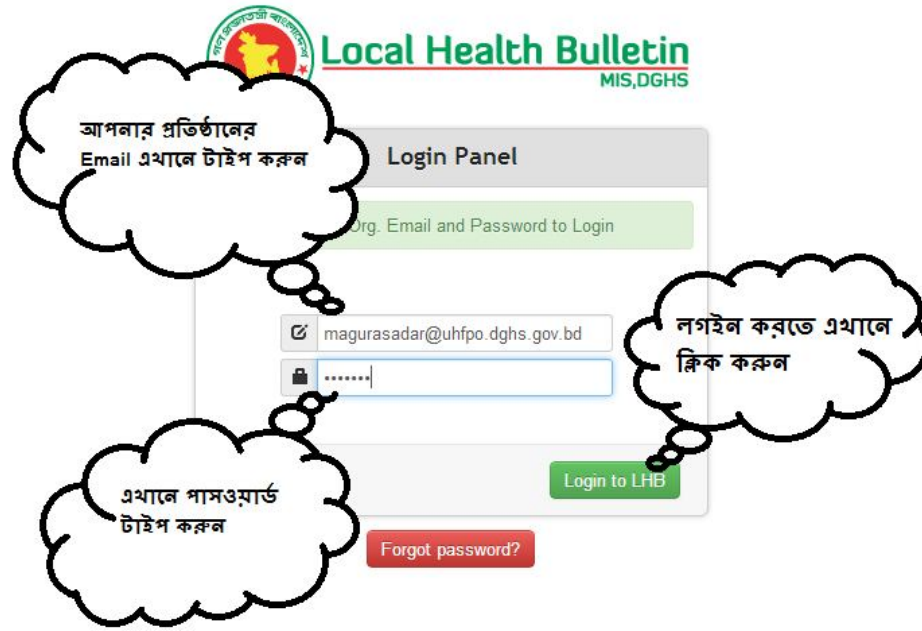 Local Health Bulletin
MIS,DGHS
আপনার প্রতিষ্ঠানের
Email এখানে টাইপ করুন
Login Panel
Org. Email and Password to Login
magurasadar@uhfpo.dghs.gov.bd
•••••••
লগইন করতে এখানে
ক্লিক করুন
এখানে পাসওয়ার্ড
টাইপ করুন
Login to LHB
Forgot password?